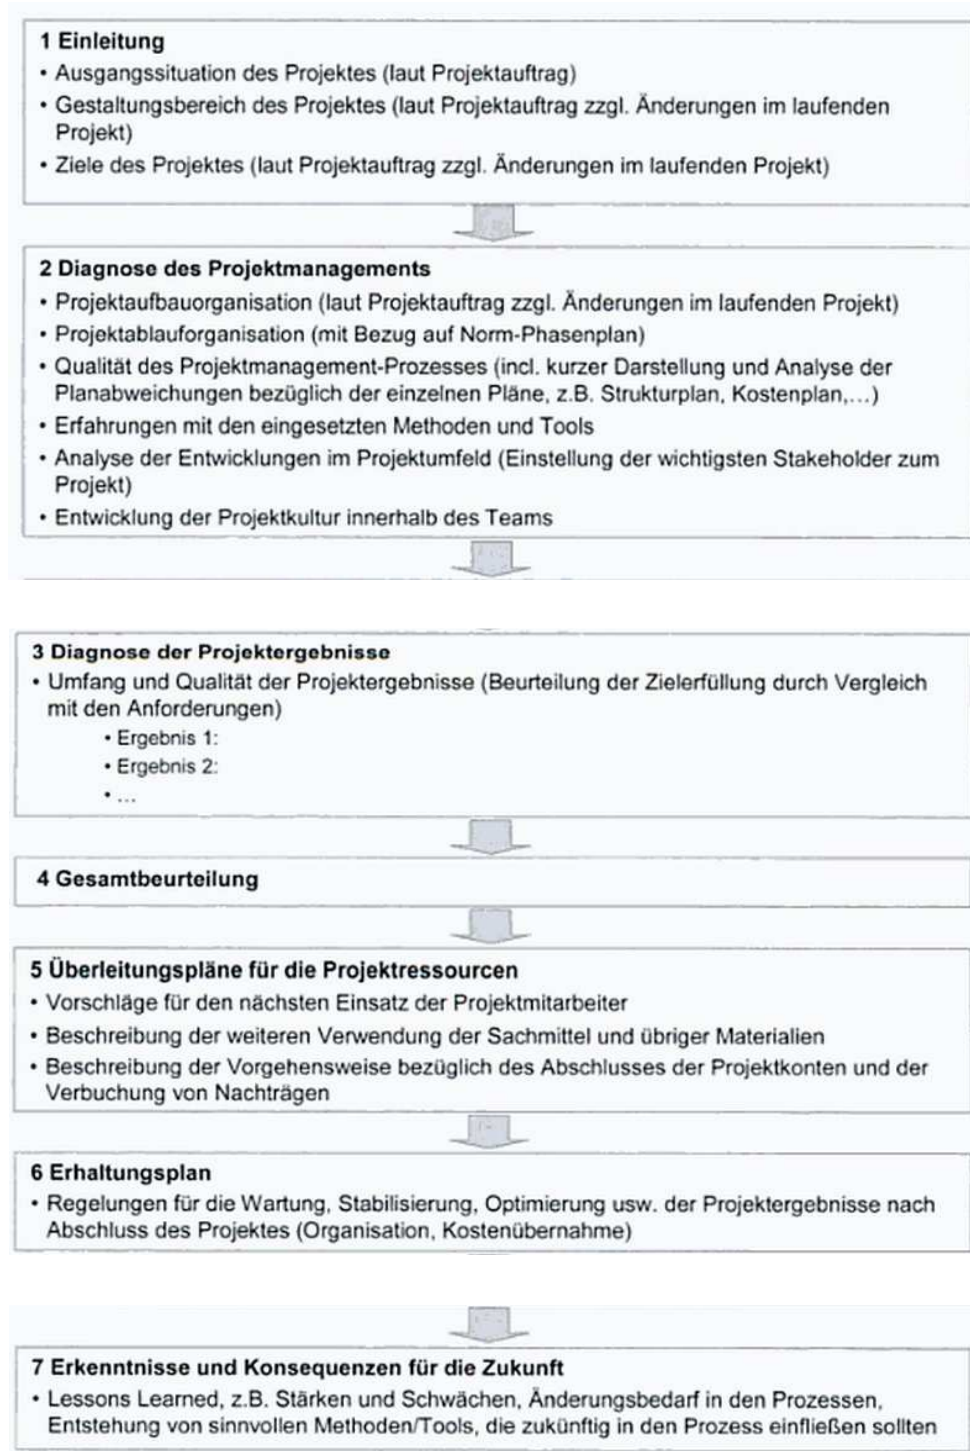 1 Einleitung
• Ausgangssituation des Projektes (laut Projektauftrag)
• Gestaltungsbereich des Projektes (laut Projektauftrag zzgl. Änderungen im laufenden
Projekt)
• Ziele des Projektes (laut Projektauftrag zzgl. Änderungen im laufenden Projekt)
2 Diagnose des Projektmanagements
• Projektaufbauorganisation (laut Projektauftrag zzgl. Änderungen im laufenden Projekt)
• Projektablauforganisation (mit Bezug auf Norm-Phasenplan)
• Qualität des Projektmanagement-Prozesses (incl. kurzer Darstellung und Analyse der
Planabweichungen bezüglich der einzelnen Pläne, z.B. Strukturplan, Kostenplan,...)
• Erfahrungen mit den eingesetzten Methoden und Tools
• Analyse der Entwicklungen im Projektumfeld (Einstellung der wichtigsten Stakeholder zum
Projekt)
• Entwicklung der Projektkultur innerhalb des Teams
3 Diagnose der Projektergebnisse
• Umfang und Qualität der Projektergebnisse (Beurteilung der Zielerfüllung durch Vergleich
mit den Anforderungen)
• Ergebnis 1:
• Ergebnis 2:
• ...
4 Gesamtbeurteilung
5 Überleitungspläne für die Projektressourcen
• Vorschläge für den nächsten Einsatz der Projektmitarbeiter
• Beschreibung der weiteren Verwendung der Sachmittel und übriger Materialien
• Beschreibung der Vorgehensweise bezüglich des Abschlusses der Projektkonten und der
Verbuchung von Nachträgen
6 Erhaltungsplan
• Regelungen für die Wartung, Stabilisierung, Optimierung usw. der Projektergebnisse nach
Abschluss des Projektes (Organisation, Kostenübernahme)
7 Erkenntnisse und Konsequenzen für die Zukunft
• Lessons Learned, z.B. Stärken und Schwächen, Änderungsbedarf in den Prozessen,
Entstehung von sinnvollen Methoden/Tools, die zukünftig in den Prozess einfließen sollten